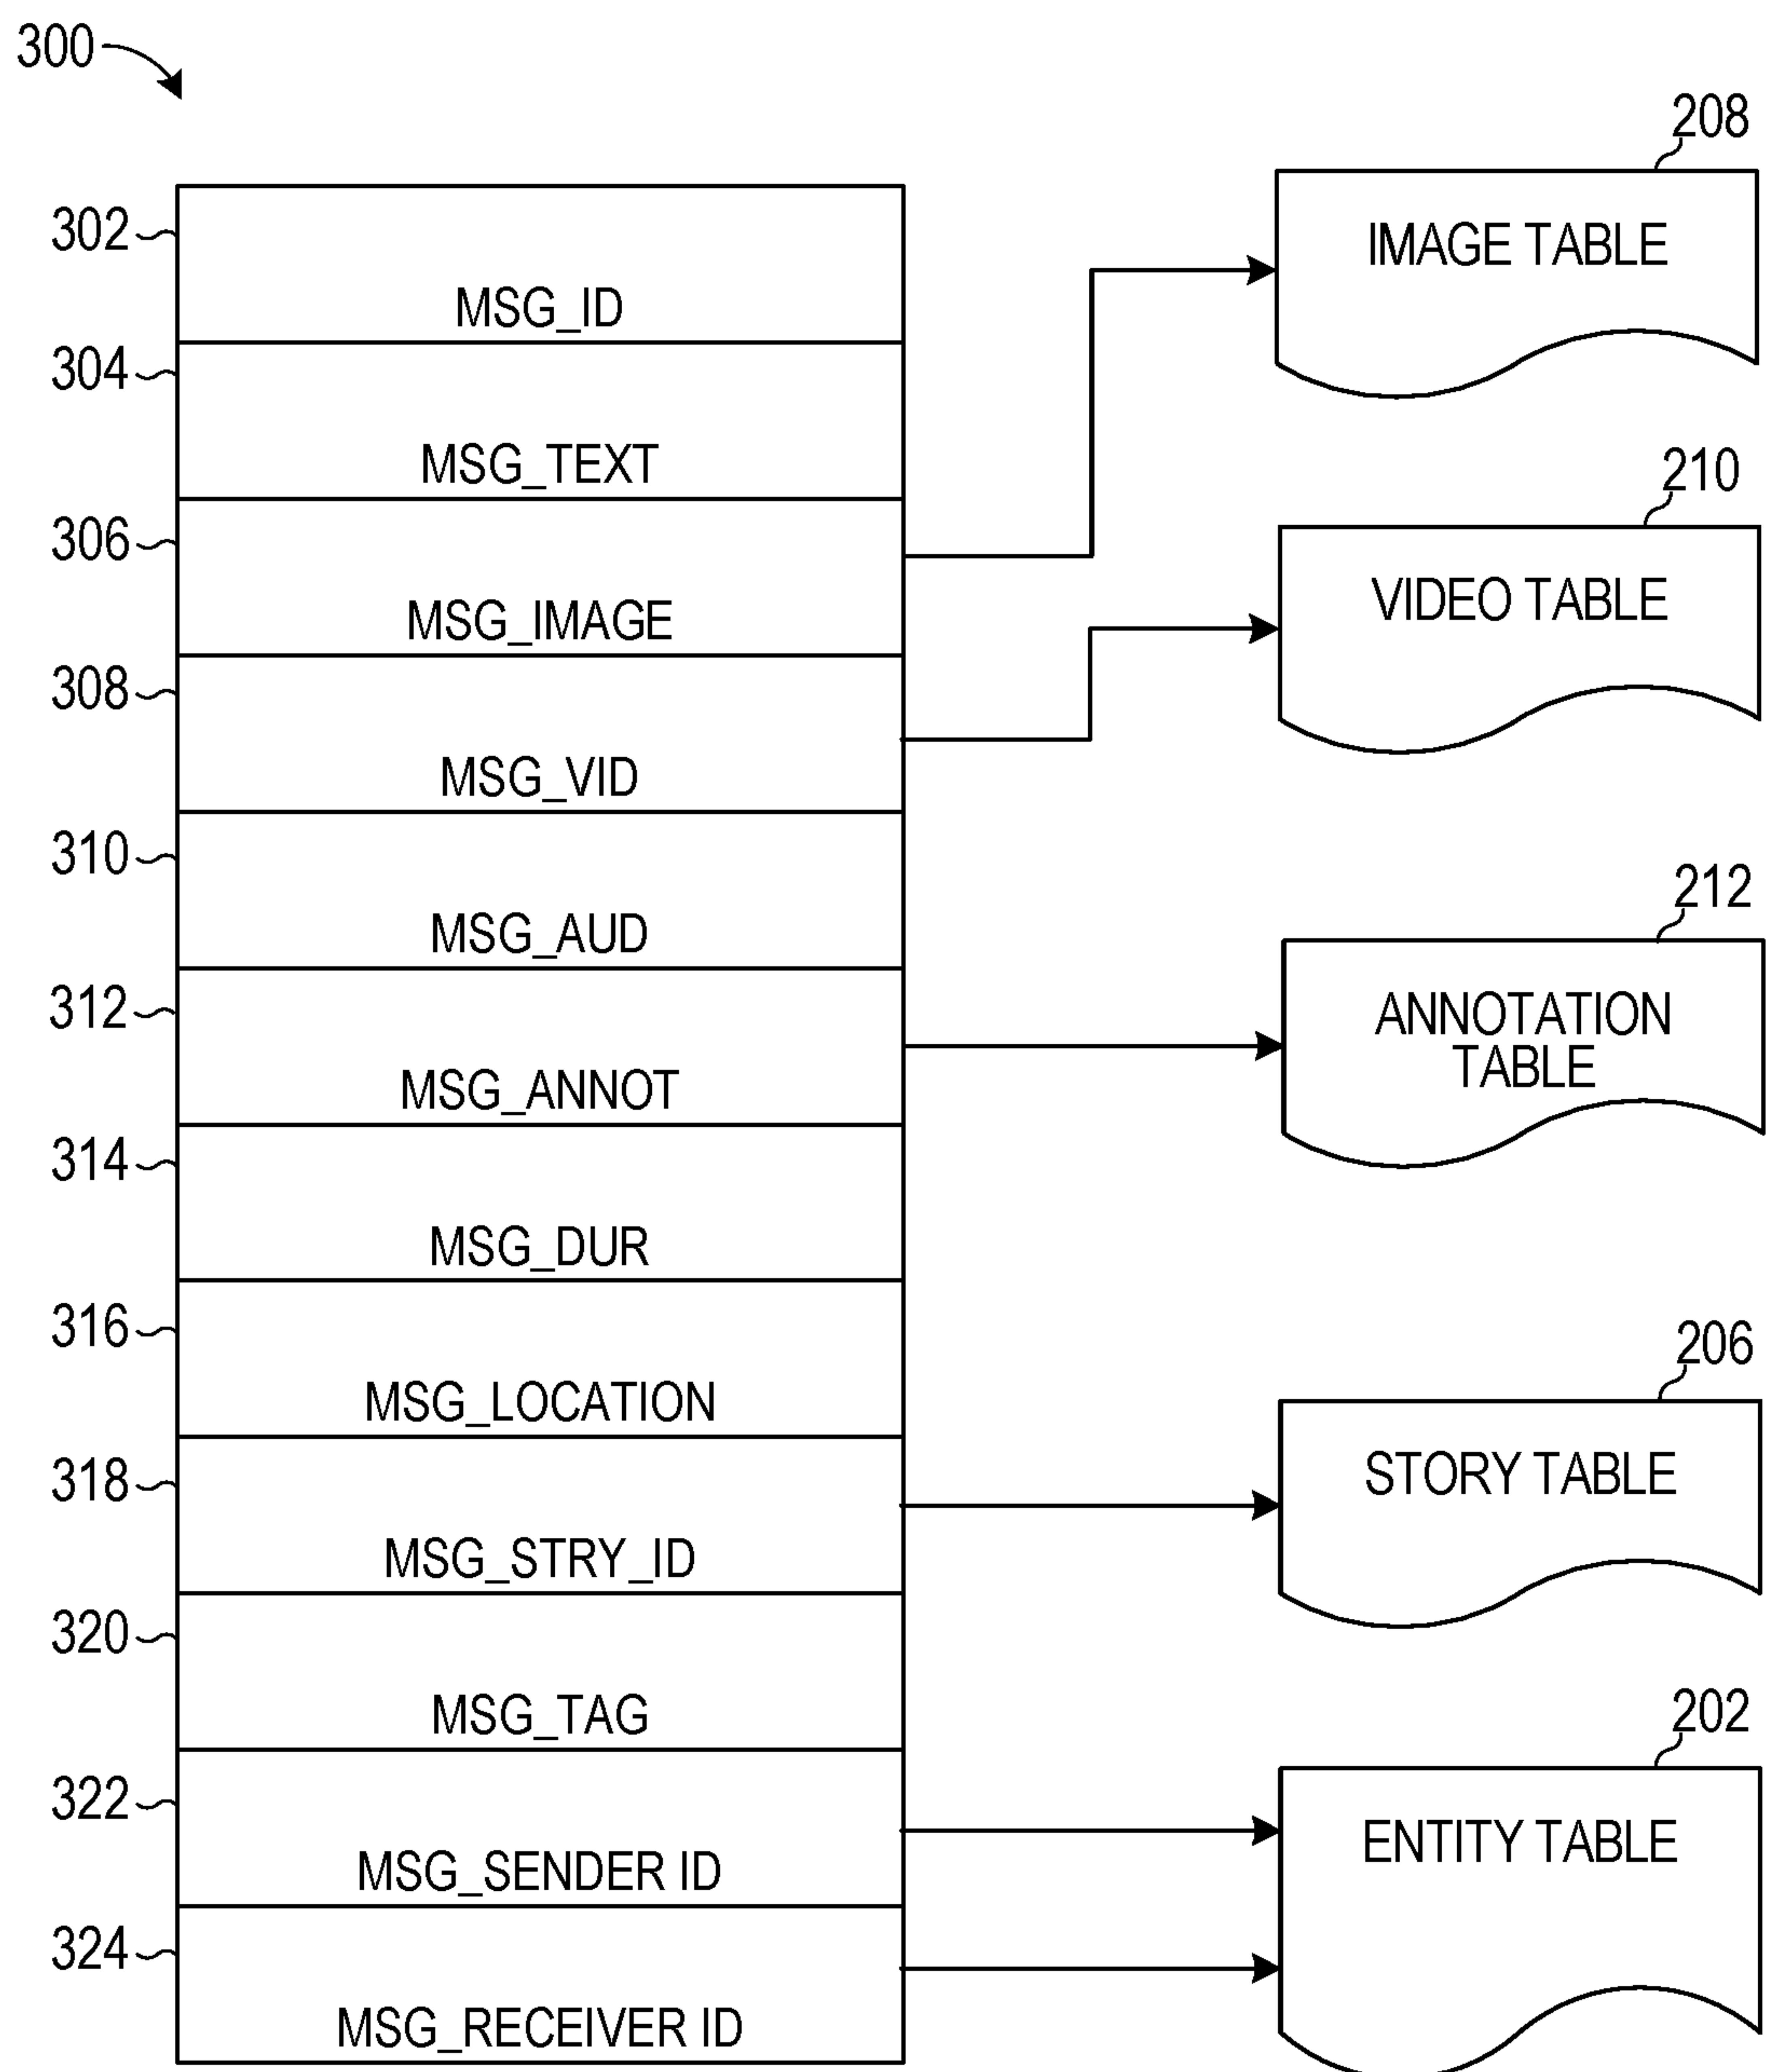 300
302
MSG_ID
304
MSG_TEXT
306
MSG_IMAGE
308
MSG_VID
310
MSG_AUD
312
MSG_ANNOT
314
MSG_DUR
316
MSG_LOCATION
318
MSG_STRY_ID
320
MSG_TAG
322
MSG_SENDER ID
324
MSG_RECEIVER ID
208
IMAGE TABLE
210
VIDEO TABLE
212
ANNOTATION
TABLE
206
STORY TABLE
202
ENTITY TABLE